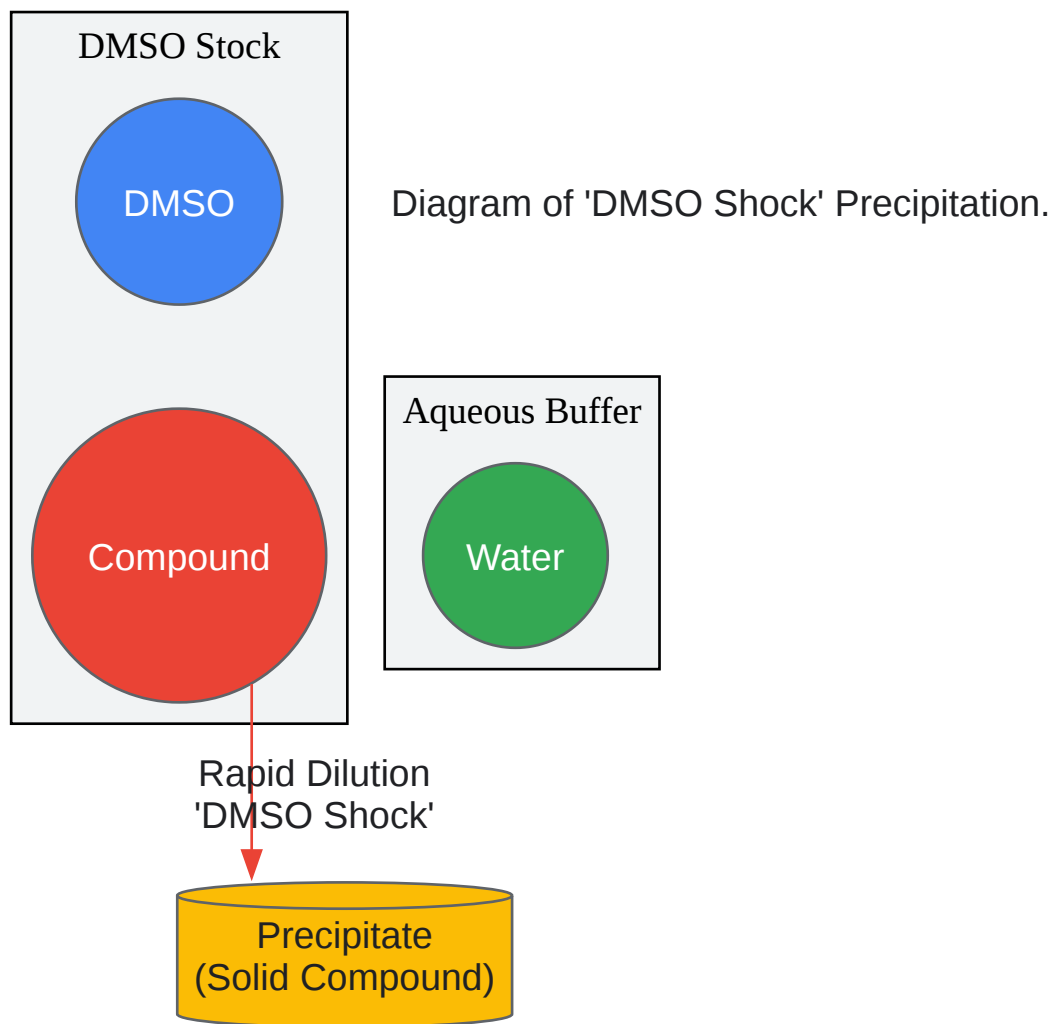 DMSO Stock
DMSO
Diagram of 'DMSO Shock' Precipitation.
Aqueous Buffer
Compound
Water
Rapid Dilution
'DMSO Shock'
Precipitate
(Solid Compound)